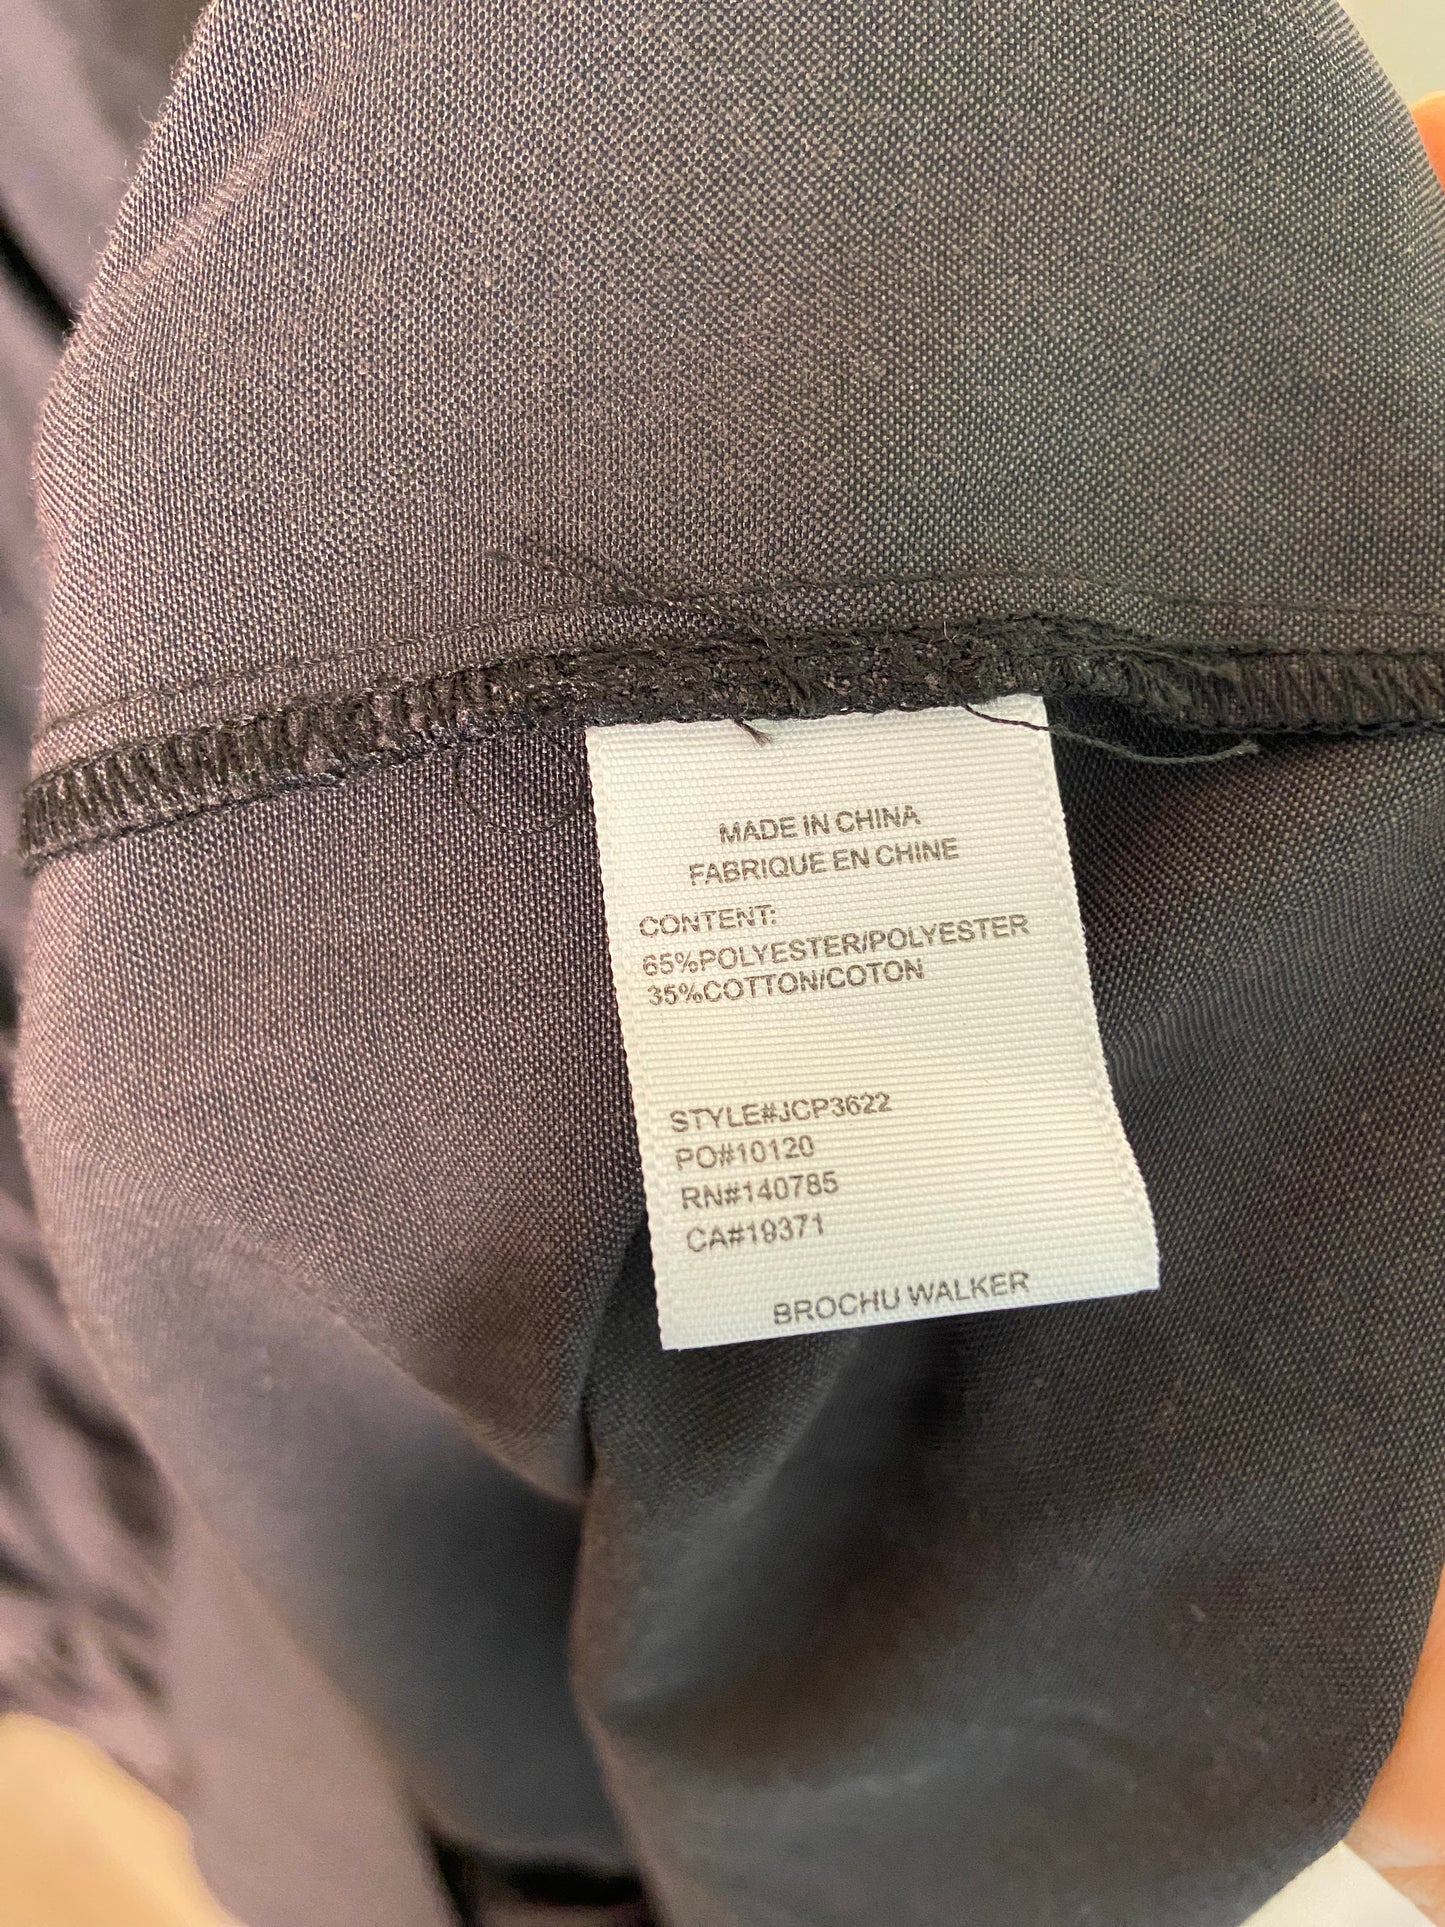 MADE IN CHINA
FABRIQUE EN CHINE
CONTENT:
65%POLYESTER/POLYESTER
35%COTTON/COTON
STYLE#JCP3622
PO#10120
RN#140785
CA#19371
BROCHU WALKER